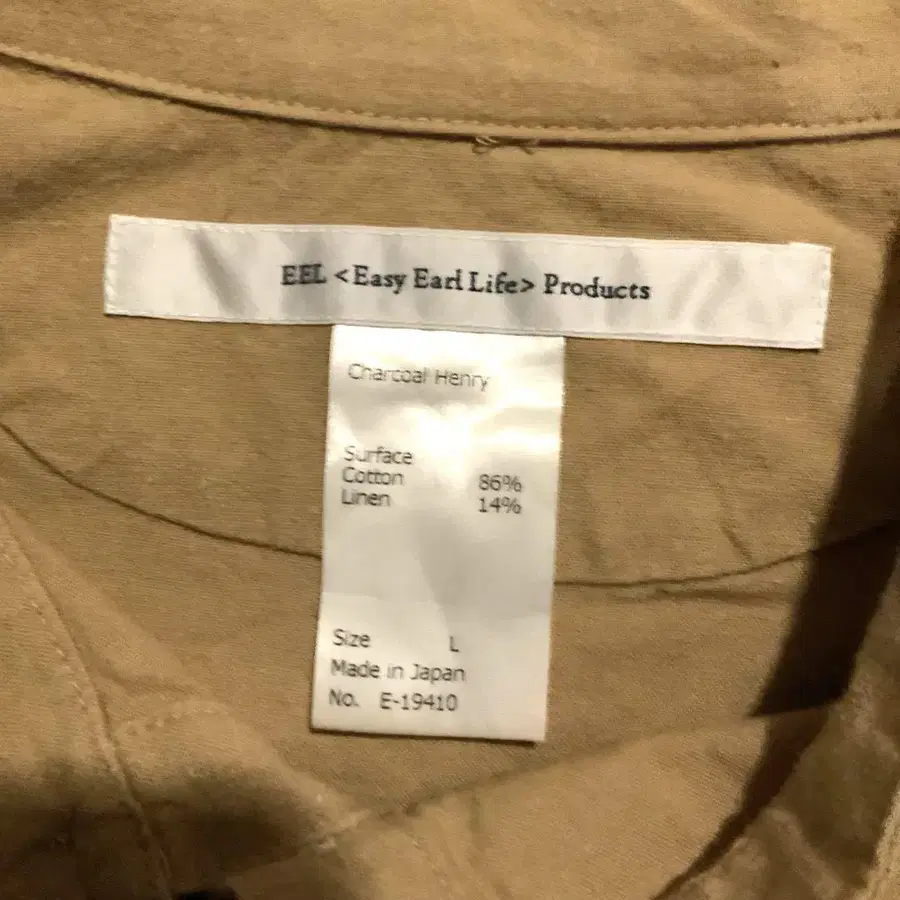 EEL <Easy Earl Life> Products
Charcoal Henry
Surface
Cotton 86%
Linen 14%
Size L
Made in Japan
No. E-19410